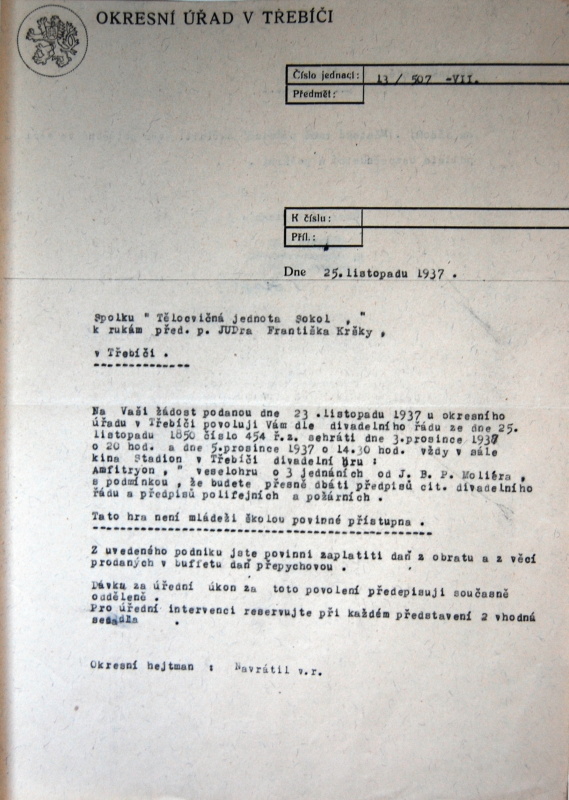 OKRESNÍ ÚŘAD V TŘEBÍČI
Číslo jednací: 13 / 507 -VII.
Předmět:
K číslu:
Příl.:
Dne 25.listopadu 1937 .
Spolku " Tělocvičná jednota Sokol , "
k rukám před. p. JUDra Františka Krčky ,
v Třebíči .
Na Vaši žádost podanou dne 23 .listopadu 1937 u okresního
úřadu v Třebíči povoluji Vám dle divadelního řádu ze dne 25.
listopadu 1850 číslo 454 ř.z. sehráti dne 3.prosince 1937
o 20 hod. a dne 5.prosince 1937 o 14.30 hod. vždy v sále
kina Stadion v Třebíči divadelní hru :
Amfitryon , " veselohru o 3 jednáních od J. B. P. Moliéra ,
s podmínkou , že budete přesně dbáti předpisů cit. divadelního
řádu a předpisů polifejních a požárních .
Tato hra není mládeži školou povinné přístupna .
Z uvedeného podniku jste povinni zaplatiti daň z obratu a z věcí
prodaných v buffetu daň přepychovou .
Dávku za úřední úkon za toto povolení předepisuji současně
odděleně .
Pro úřední intervenci reservujte při každém představení 2 vhodná
sedadla .
Okresní hejtman : Navrátil v.r.